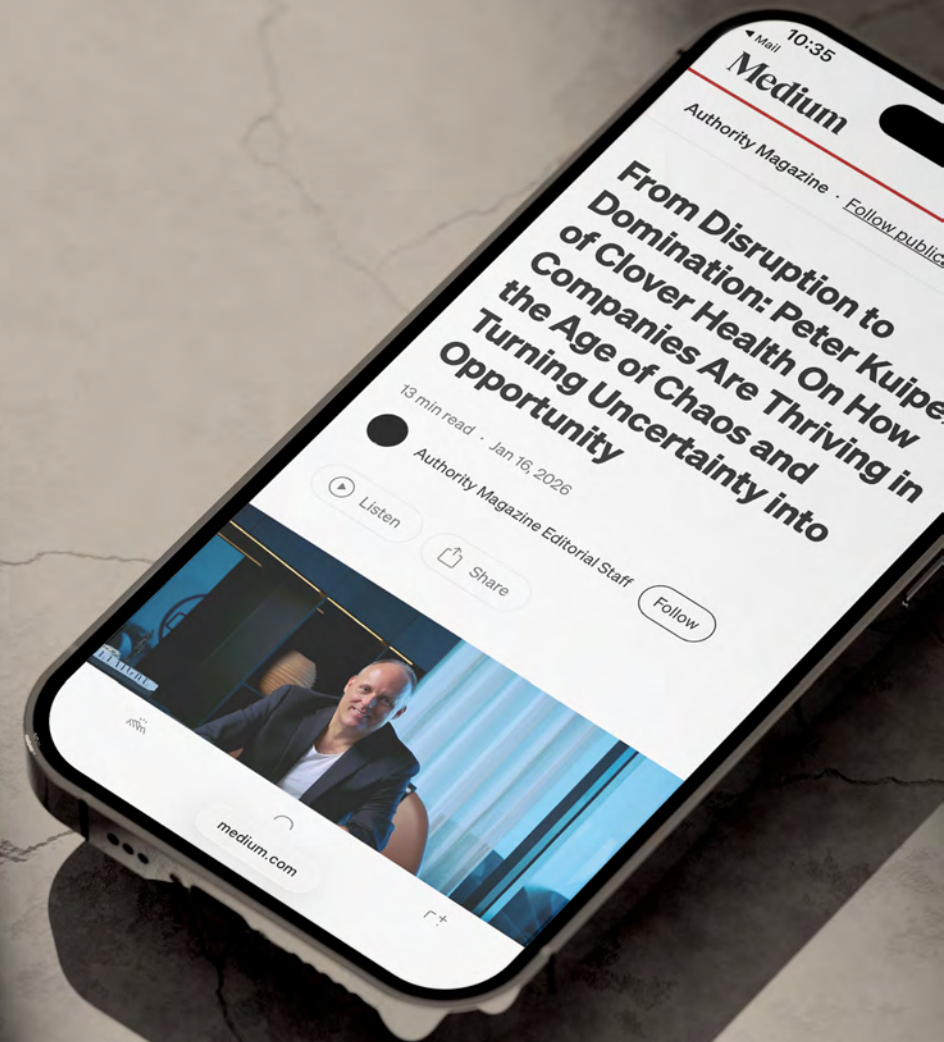 10:35
Mail
Medium
Authority Magazine · Follow public
From Disruption to
Domination: Peter Kuipe
of Clover Health On How
Companies Are Thriving in
the Age of Chaos and
Turning Uncertainty into
Opportunity
13 min read · Jan 16, 2026
Authority Magazine Editorial Staff
Follow
Listen
Share
medium.com